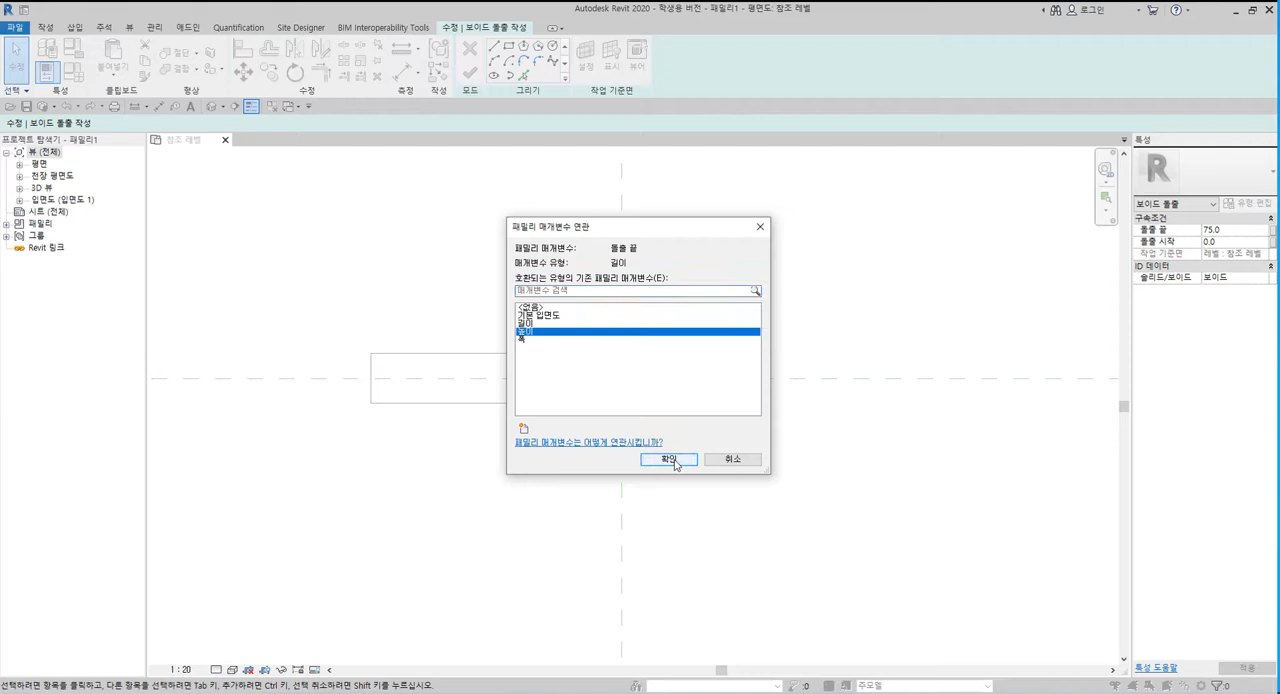 Autodesk Revit 2020 - 학생용 버전 - 패밀리1 - 평면도: 참조 레벨
로그인
파일 작성 삽입 주석 뷰 관리 애드인 Quantification Site Designer BIM Interoperability Tools 수정 | 보이드 돌출 작성
수정
붙여넣기
절단
결합
설정 표시 뷰어
선택 특성 클립보드 형상 수정 측정 작성 모드 그리기 작업 기준면
수정 | 보이드 돌출 작성
프로젝트 탐색기 - 패밀리1
참조 레벨
특성
뷰 (전체)
평면
천장 평면도
3D 뷰
입면도 (입면도 1)
시트 (전체)
패밀리
그룹
Revit 링크
패밀리 매개변수 연관
패밀리 매개변수: 돌출 끝
매개변수 유형: 길이
호환되는 유형의 기존 패밀리 매개변수(E):
매개변수 검색
<없음>
기본 입면도
길이
폭
패밀리 매개변수는 어떻게 연관시킵니까?
확인 취소
보이드 돌출 유형 편집
구속조건
돌출 끝 75.0
돌출 시작 0.0
작업 기준면 레벨 : 참조 레벨
ID 데이터
솔리드/보이드 보이드
1 : 20
특성 도움말 적용
선택하려면 항목을 클릭하고, 다른 항목을 선택하려면 Tab 키, 추가하려면 Ctrl 키, 선택 취소하려면 Shift 키를 누르십시오.
:0 주모델 :0